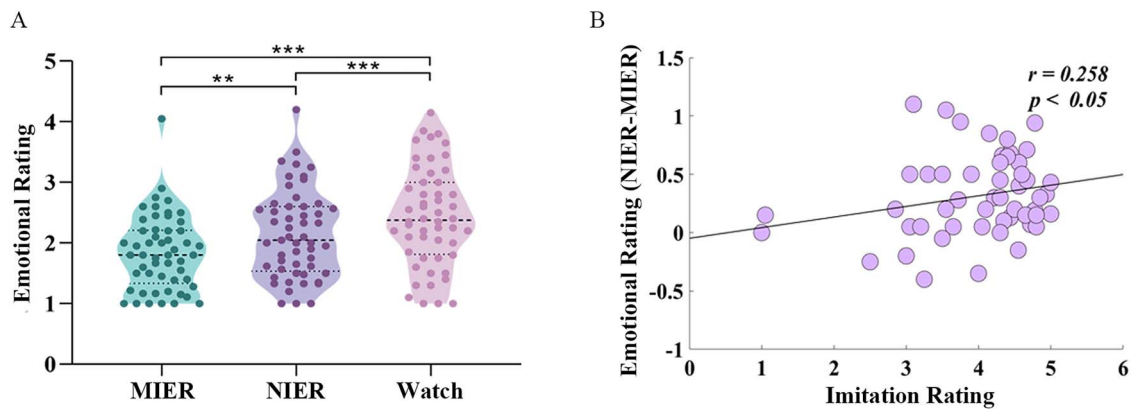 A
Emotional Rating
5
4
3
2
1
0
***
**
***
MIER
NIER
Watch
B
Emotional Rating (NIER-MIER)
1.5
1
0.5
0
-0.5
-1
r = 0.258
p < 0.05
0
1
2
3
4
5
6
Imitation Rating